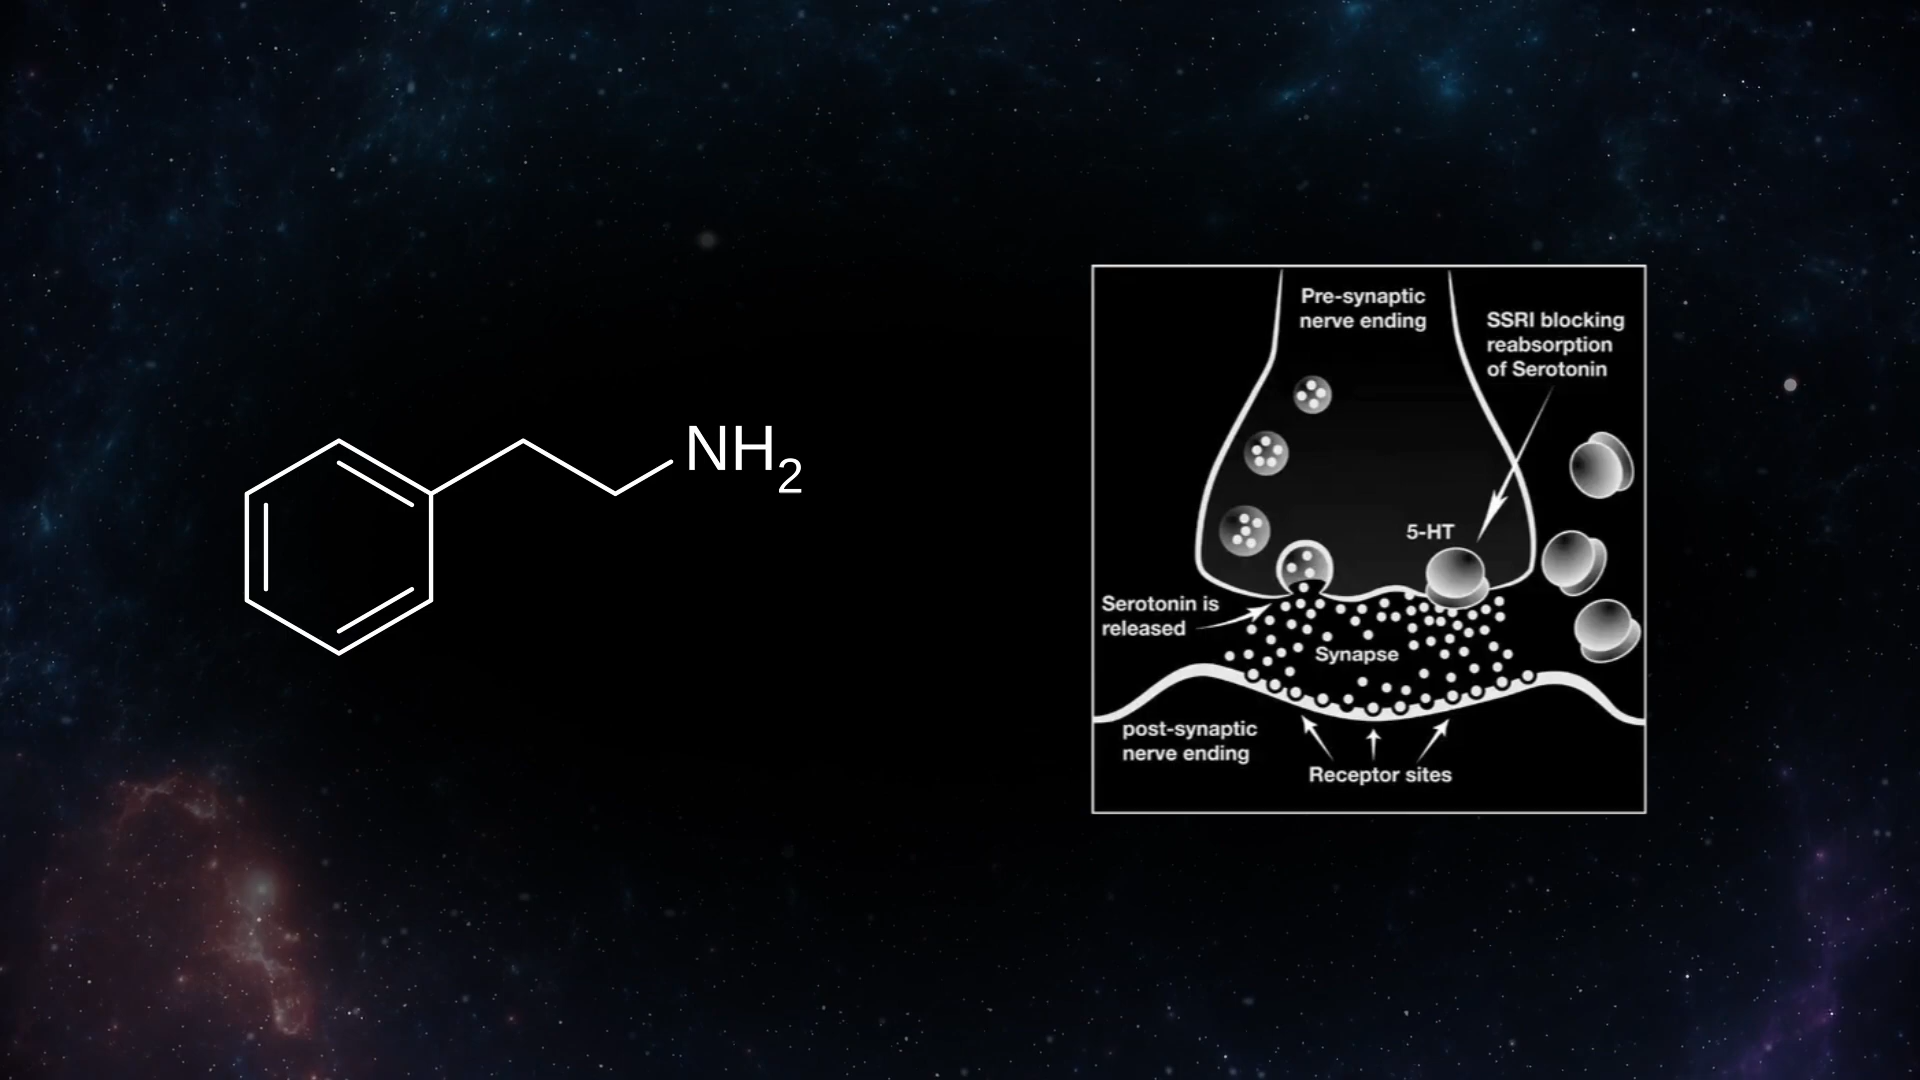 NH2
Pre-synaptic
nerve ending
SSRI blocking
reabsorption
of Serotonin
5-HT
Serotonin is
released
Synapse
post-synaptic
nerve ending
Receptor sites